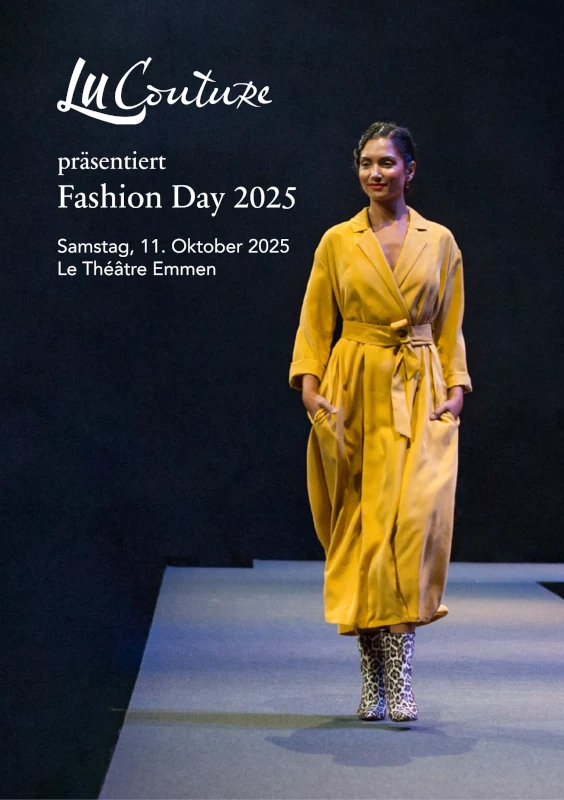 Lu Couture
präsentiert
Fashion Day 2025
Samstag, 11. Oktober 2025
Le Théâtre Emmen